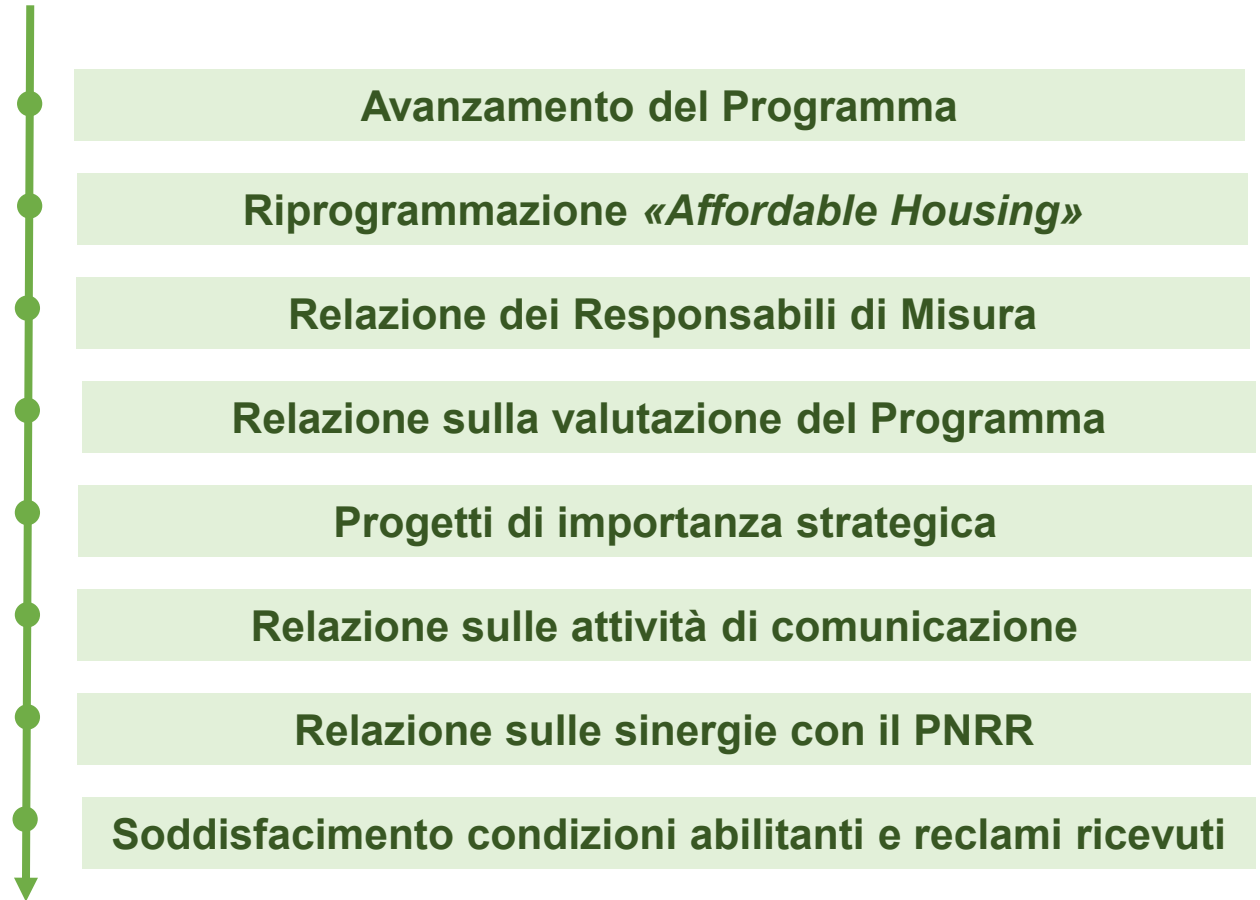 Avanzamento del Programma
Riprogrammazione «Affordable Housing»
Relazione dei Responsabili di Misura
Relazione sulla valutazione del Programma
Progetti di importanza strategica
Relazione sulle attività di comunicazione
Relazione sulle sinergie con il PNRR
Soddisfacimento condizioni abilitanti e reclami ricevuti